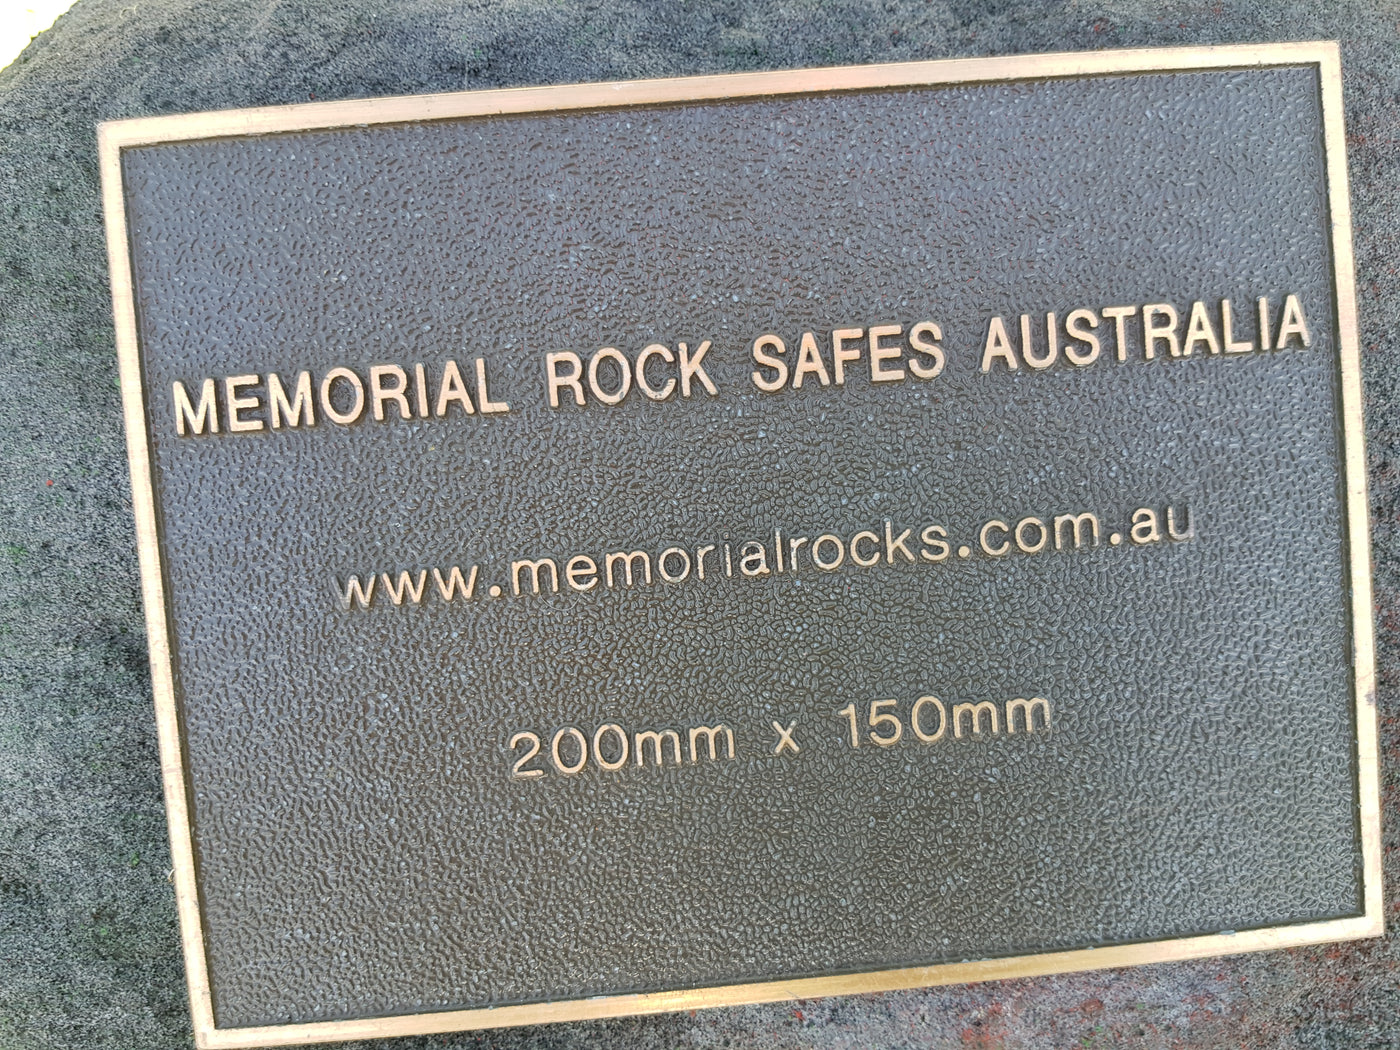 MEMORIAL ROCK SAFES AUSTRALIA
www.memorialrocks.com.au
200mm x 150mm